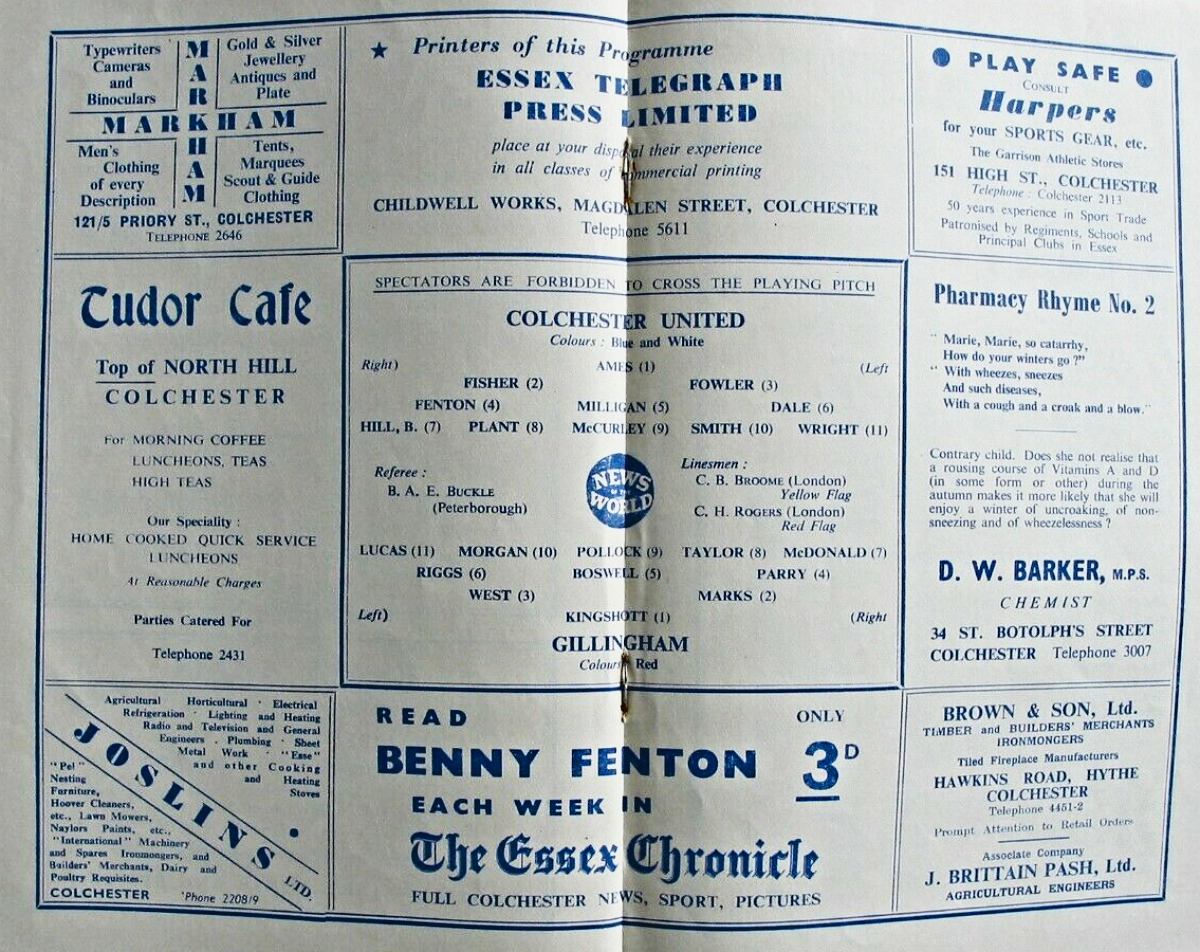 Typewriters
Cameras
and
Binoculars
MARKHAM
Gold & Silver
Jewellery
Antiques and
Plate
MARKHAM
Men's
Clothing
of every
Description
Tents,
Marquees
Scout & Guide
Clothing
121/5 PRIORY ST., COLCHESTER
TELEPHONE 2646
★ Printers of this Programme
ESSEX TELEGRAPH
PRESS LIMITED
place at your disposal their experience
in all classes of commercial printing
CHILDWELL WORKS, MAGDALEN STREET, COLCHESTER
Telephone 5611
● PLAY SAFE ●
CONSULT
Harpers
for your SPORTS GEAR, etc.
The Garrison Athletic Stores
151 HIGH ST., COLCHESTER
Telephone : Colchester 2113
50 years experience in Sport Trade
Patronised by Regiments, Schools and
Principal Clubs in Essex
Tudor Cafe
Top of NORTH HILL
COLCHESTER
For MORNING COFFEE
LUNCHEONS, TEAS
HIGH TEAS
Our Speciality :
HOME COOKED QUICK SERVICE
LUNCHEONS
At Reasonable Charges
Parties Catered For
Telephone 2431
SPECTATORS ARE FORBIDDEN TO CROSS THE PLAYING PITCH
COLCHESTER UNITED
Colours : Blue and White
Right) AMES (1) (Left
FISHER (2) FOWLER (3)
FENTON (4) MILLIGAN (5) DALE (6)
HILL, B. (7) PLANT (8) McCURLEY (9) SMITH (10) WRIGHT (11)
Referee :
B. A. E. BUCKLE
(Peterborough)
NEWS
OF THE
WORLD
Linesmen :
C. B. BROOME (London)
Yellow Flag
C. H. ROGERS (London)
Red Flag
LUCAS (11) MORGAN (10) POLLOCK (9) TAYLOR (8) McDONALD (7)
RIGGS (6) BOSWELL (5) PARRY (4)
WEST (3) MARKS (2)
Left) KINGSHOTT (1) (Right
GILLINGHAM
Colours Red
Pharmacy Rhyme No. 2
" Marie, Marie, so catarrhy,
How do your winters go ?"
" With wheezes, sneezes
And such diseases,
With a cough and a croak and a blow."
Contrary child. Does she not realise that
a rousing course of Vitamins A and D
(in some form or other) during the
autumn makes it more likely that she will
enjoy a winter of uncroaking, of non-
sneezing and of wheezelessness ?
D. W. BARKER, M.P.S.
CHEMIST
34 ST. BOTOLPH'S STREET
COLCHESTER Telephone 3007
Agricultural Horticultural · Electrical
Refrigeration · Lighting and Heating
Radio and Television and General
Engineers · Plumbing · Sheet
Metal Work · "Esse"
and other Cooking
and Heating
Stoves
JOSLINS LTD.
"Pel"
Nesting
Furniture,
Hoover Cleaners,
etc., Lawn Mowers,
Naylors Paints, etc.,
"International" Machinery
and Spares Ironmongers, and
Builders' Merchants, Dairy and
Poultry Requisites.
COLCHESTER 'Phone 2208/9
READ ONLY
BENNY FENTON 3D
EACH WEEK IN
The Essex Chronicle
FULL COLCHESTER NEWS, SPORT, PICTURES
BROWN & SON, Ltd.
TIMBER and BUILDERS' MERCHANTS
IRONMONGERS
Tiled Fireplace Manufacturers
HAWKINS ROAD, HYTHE
COLCHESTER
Telephone 4451-2
Prompt Attention to Retail Orders
Associate Company
J. BRITTAIN PASH, Ltd.
AGRICULTURAL ENGINEERS